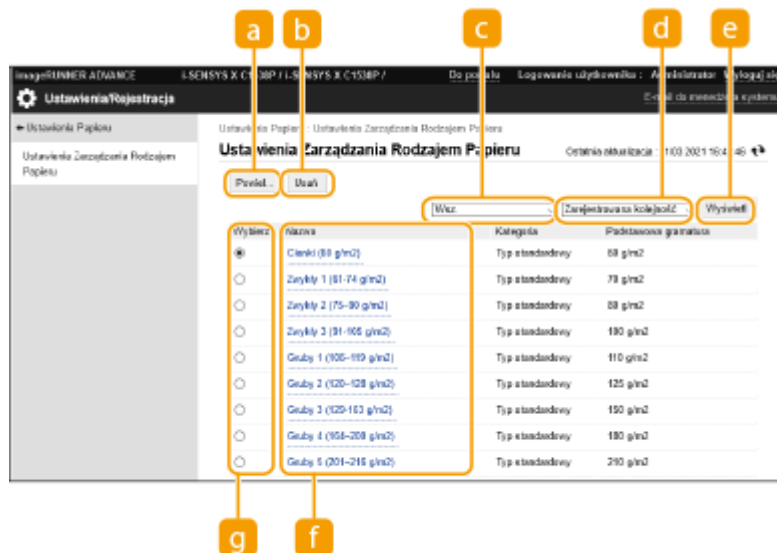 a b c d e
imageRUNNER ADVANCE i-SENSYS X C1538P / i-SENSYS X C1538P / Do portalu Logowanie użytkownika : Administrator Wyloguj się
Ustawienia/Rejestracja E-mail do menedżera systemu
Ustawienia Papieru Ustawienia Papieru : Ustawienia Zarządzania Rodzajem Papieru
Ustawienia Zarządzania Rodzajem Papieru
Ustawienia Zarządzania Rodzajem Papieru Ostatnia aktualizacja :
Powiel... Usuń
Wsz. Zarejestrowana kolejność Wyświetl
Wybierz Nazwa Kategoria Podstawowa gramatura
Cienki (60 g/m2) Typ standardowy 60 g/m2
Zwykły 1 (61-74 g/m2) Typ standardowy 70 g/m2
Zwykły 2 (75-90 g/m2) Typ standardowy 80 g/m2
Zwykły 3 (91-105 g/m2) Typ standardowy 100 g/m2
Gruby 1 (106-119 g/m2) Typ standardowy 110 g/m2
Gruby 2 (120-128 g/m2) Typ standardowy 125 g/m2
Gruby 3 (129-163 g/m2) Typ standardowy 150 g/m2
Gruby 4 (164-209 g/m2) Typ standardowy 180 g/m2
Gruby 5 (201-216 g/m2) Typ standardowy 210 g/m2
g f